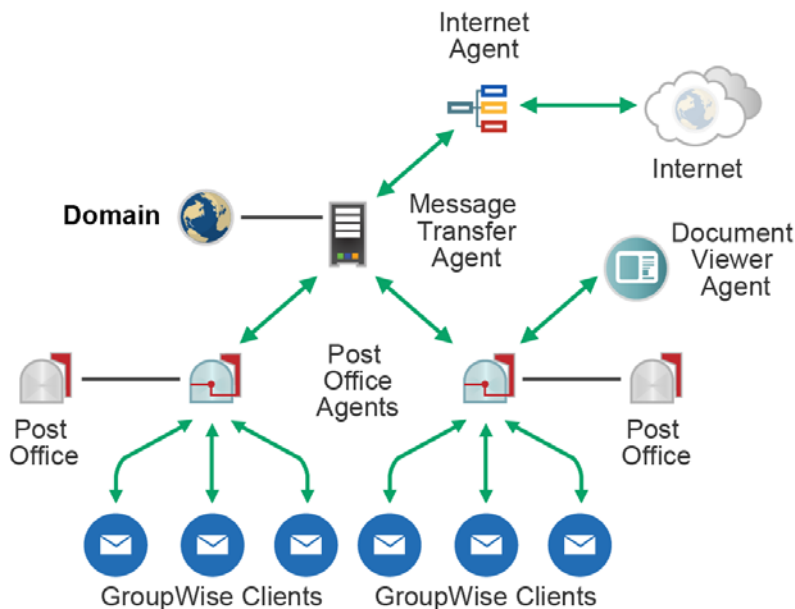 Internet
Agent
Internet
Domain
Message
Transfer
Agent
Document
Viewer
Agent
Post
Office
Post
Office
Agents
Post
Office
GroupWise Clients
GroupWise Clients